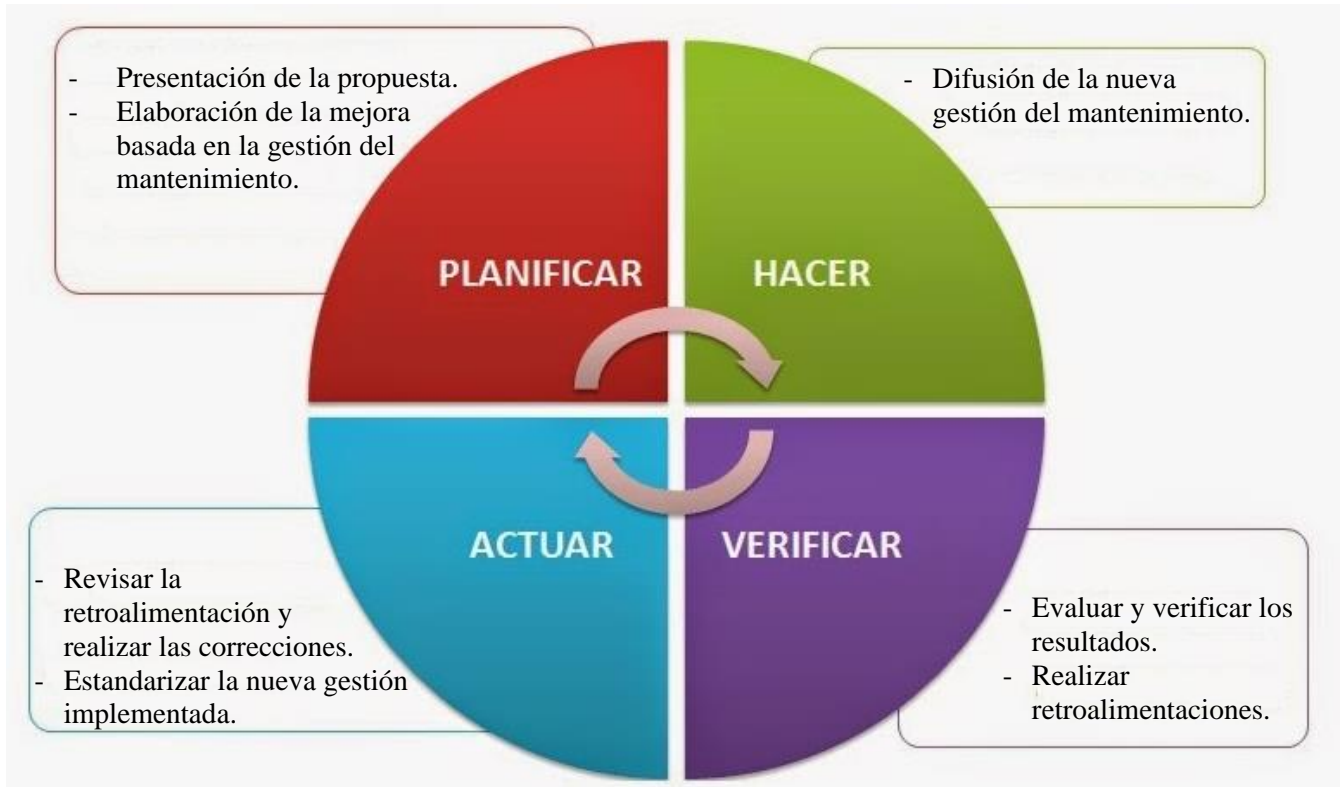 - Presentación de la propuesta.
- Elaboración de la mejora
basada en la gestión del
mantenimiento.
PLANIFICAR
- Difusión de la nueva
gestión del mantenimiento.
HACER
- Revisar la
retroalimentación y
realizar las correcciones.
- Estandarizar la nueva gestión
implementada.
ACTUAR
VERIFICAR
- Evaluar y verificar los
resultados.
- Realizar
retroalimentaciones.